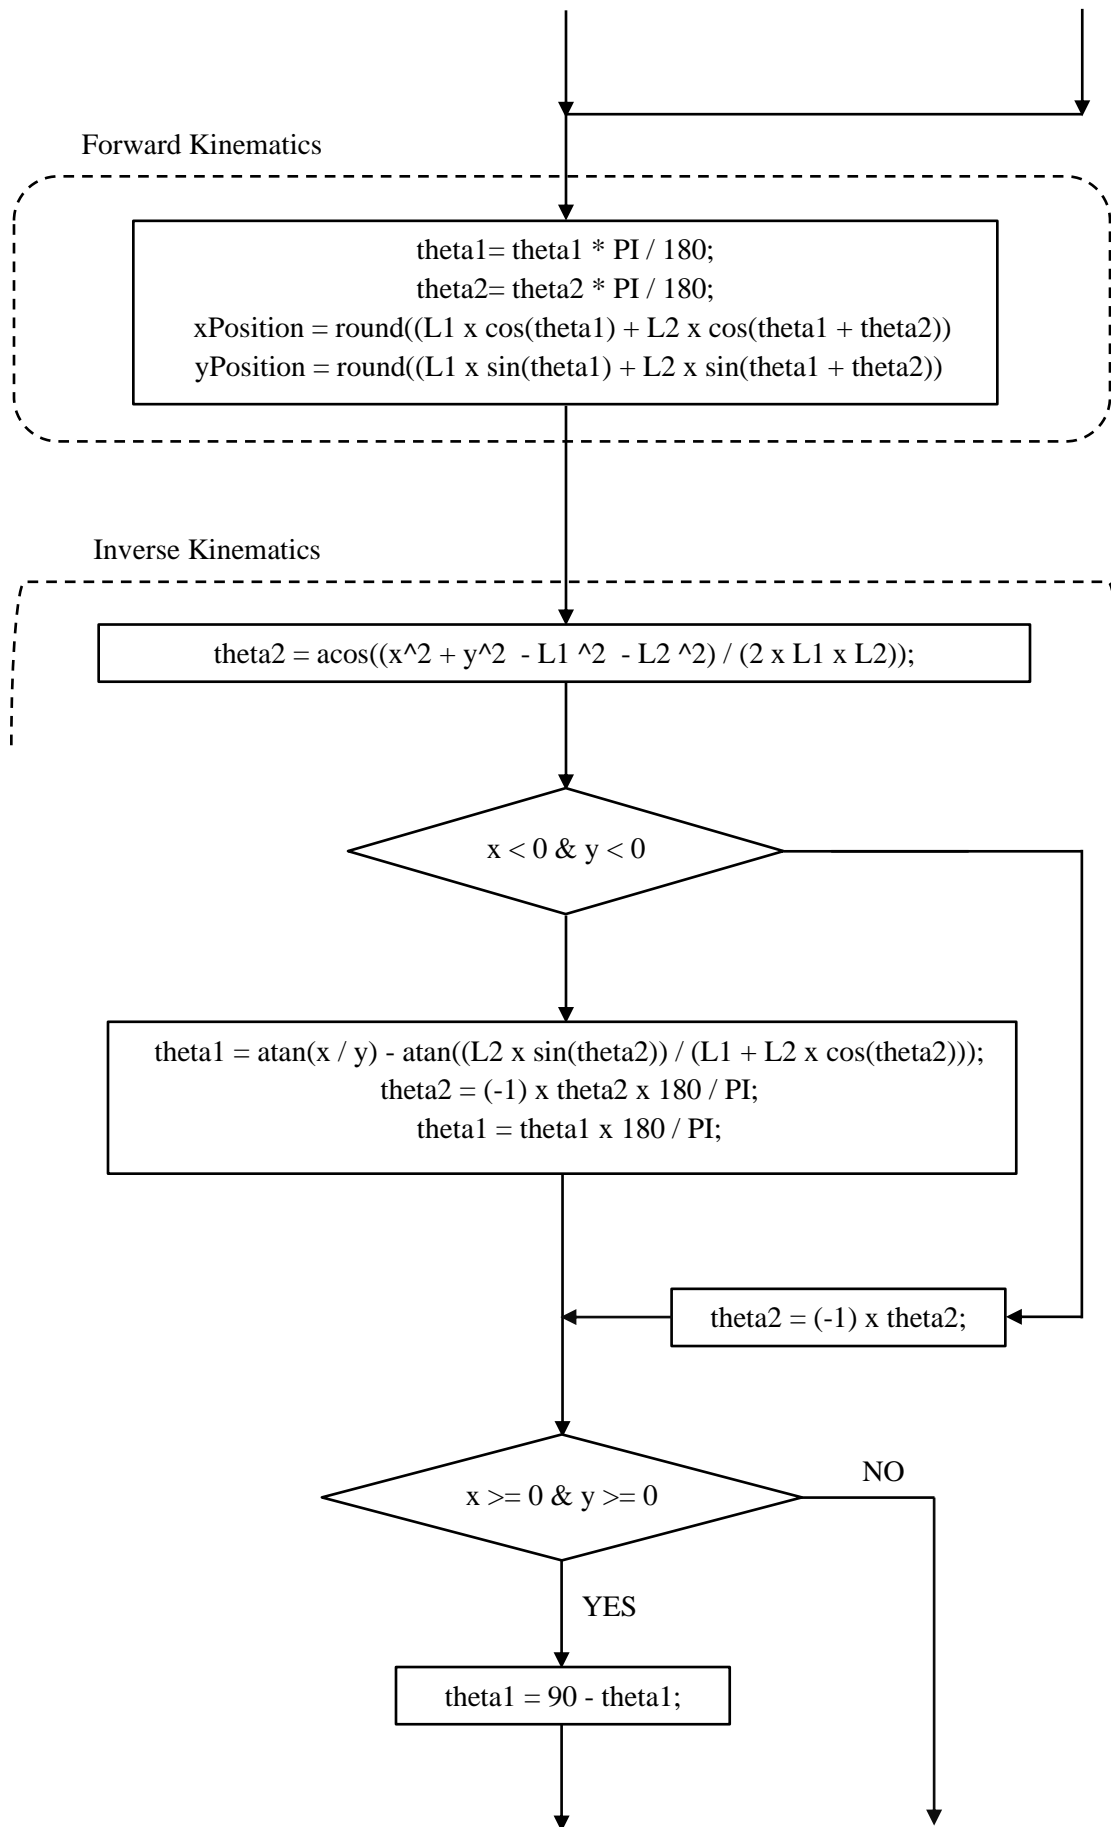 Forward Kinematics
theta1= theta1 * PI / 180;
theta2= theta2 * PI / 180;
xPosition = round((L1 x cos(theta1) + L2 x cos(theta1 + theta2))
yPosition = round((L1 x sin(theta1) + L2 x sin(theta1 + theta2))
Inverse Kinematics
theta2 = acos((x^2 + y^2  - L1 ^2  - L2 ^2) / (2 x L1 x L2));
x < 0 & y < 0
theta1 = atan(x / y) - atan((L2 x sin(theta2)) / (L1 + L2 x cos(theta2)));
theta2 = (-1) x theta2 x 180 / PI;
theta1 = theta1 x 180 / PI;
theta2 = (-1) x theta2;
x >= 0 & y >= 0
NO
YES
theta1 = 90 - theta1;